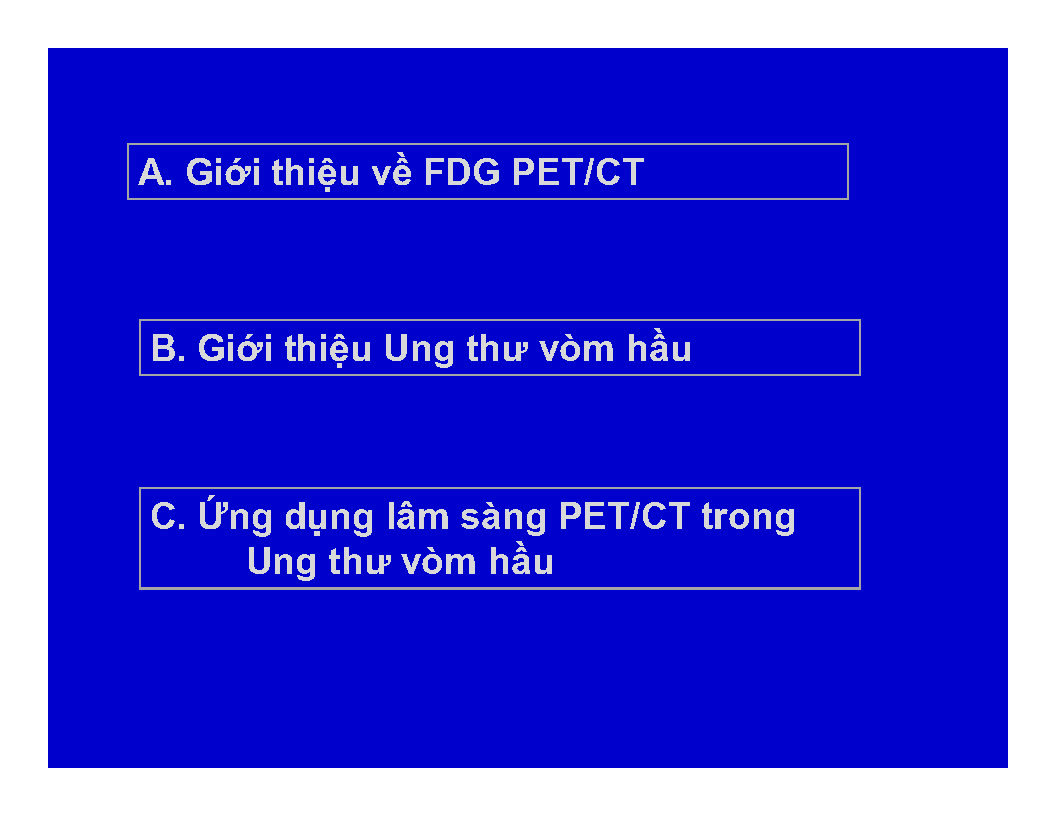 A. Giới thiệu về FDG PET/CT
B. Giới thiệu Ung thư vòm hầu
C. Ứng dụng lâm sàng PET/CT trong
Ung thư vòm hầu